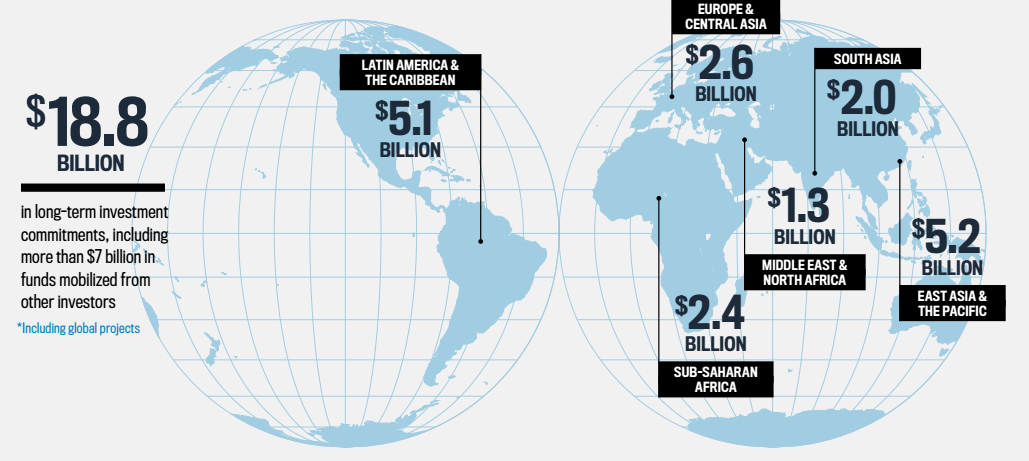 $18.8
BILLION
in long-term investment
commitments, including
more than $7 billion in
funds mobilized from
other investors
*Including global projects
LATIN AMERICA &
THE CARIBBEAN
$5.1
BILLION
EUROPE &
CENTRAL ASIA
$2.6
BILLION
SOUTH ASIA
$2.0
BILLION
$1.3
BILLION
MIDDLE EAST &
NORTH AFRICA
$5.2
BILLION
EAST ASIA &
THE PACIFIC
$2.4
BILLION
SUB-SAHARAN
AFRICA